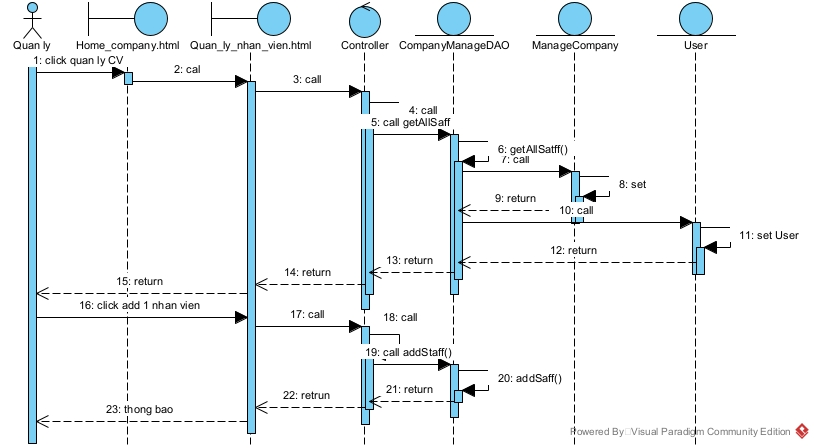 Quan ly
Home_company.html
Quan_ly_nhan_vien.html
Controller
CompanyManageDAO
ManageCompany
User
1: click quan ly CV
2: cal
3: call
4: call
5: call getAllSaff
6: getAllSatff()
7: call
8: set
9: return
10: call
11: set User
12: return
13: return
14: return
15: return
16: click add 1 nhan vien
17: call
18: call
19: call addStaff()
20: addSaff()
21: return
22: retrun
23: thong bao
Powered By Visual Paradigm Community Edition